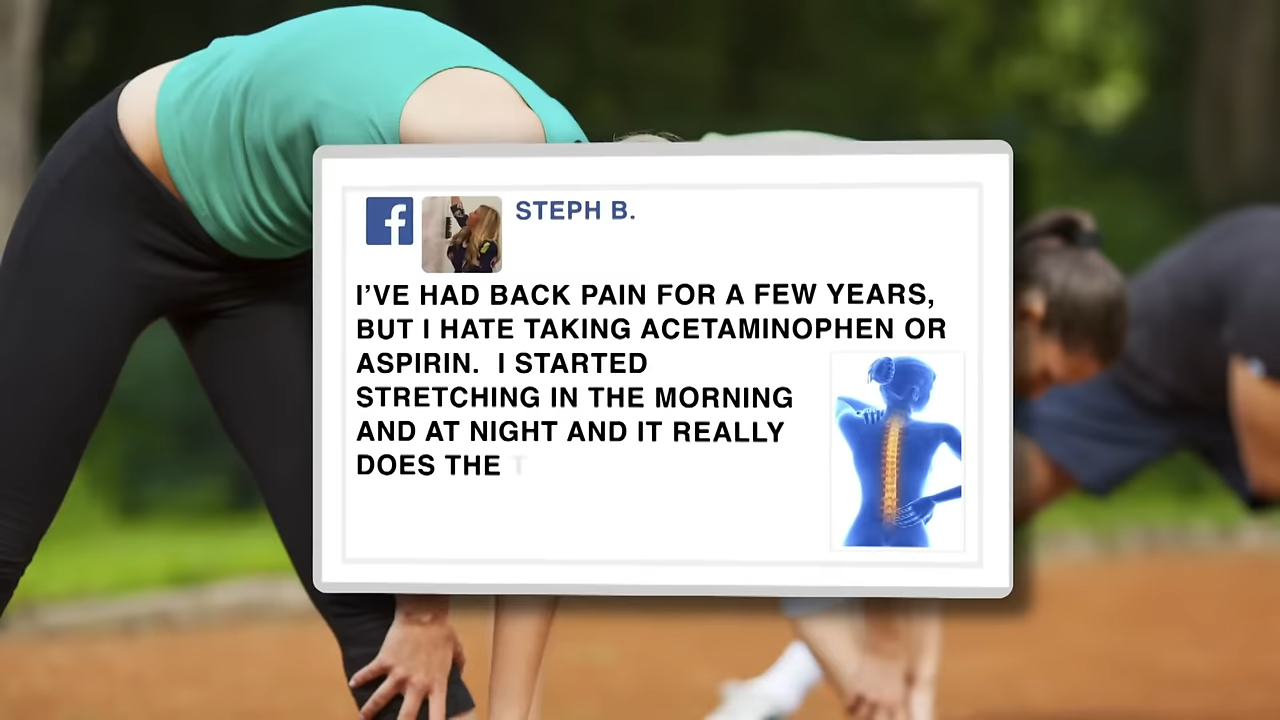 STEPH B.
I'VE HAD BACK PAIN FOR A FEW YEARS,
BUT I HATE TAKING ACETAMINOPHEN OR
ASPIRIN. I STARTED
STRETCHING IN THE MORNING
AND AT NIGHT AND IT REALLY
DOES THE T